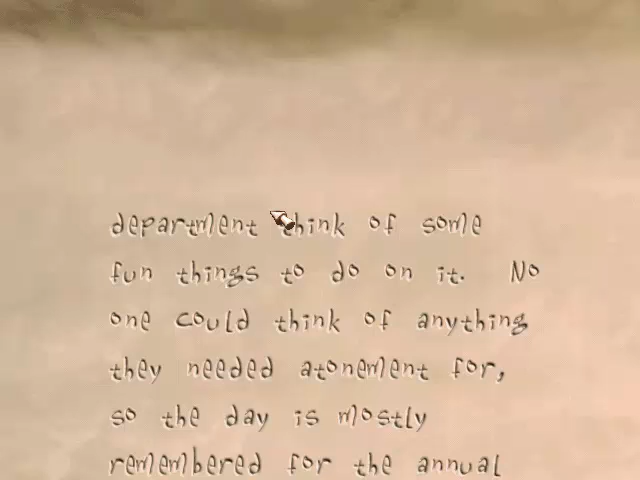 department think of some
fun things to do on it. No
one could think of anything
they needed atonement for,
so the day is mostly
remembered for the annual